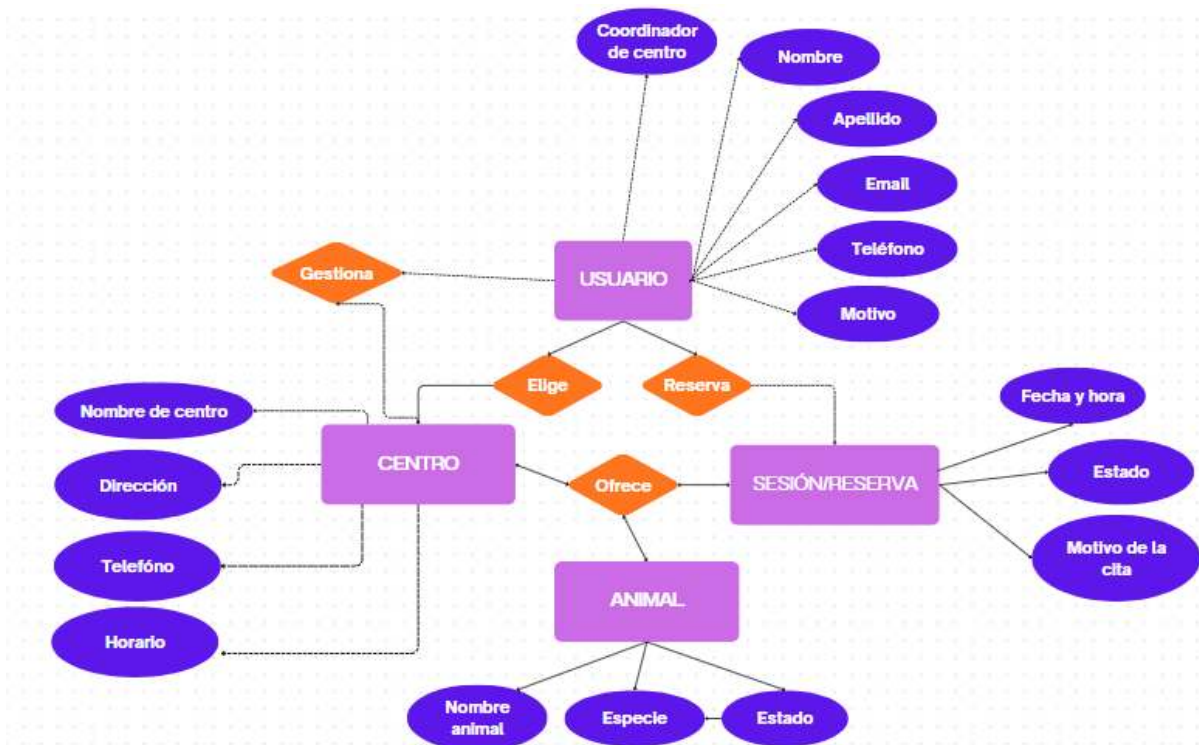 Coordinador
de centro
Nombre
Apellido
Email
Teléfono
Motivo
Gestiona
USUARIO
Elige
Reserva
Nombre de centro
Dirección
Telefóno
Horario
CENTRO
Ofrece
SESIÓN/RESERVA
Fecha y hora
Estado
Motivo de la
cita
ANIMAL
Nombre
animal
Especie
Estado